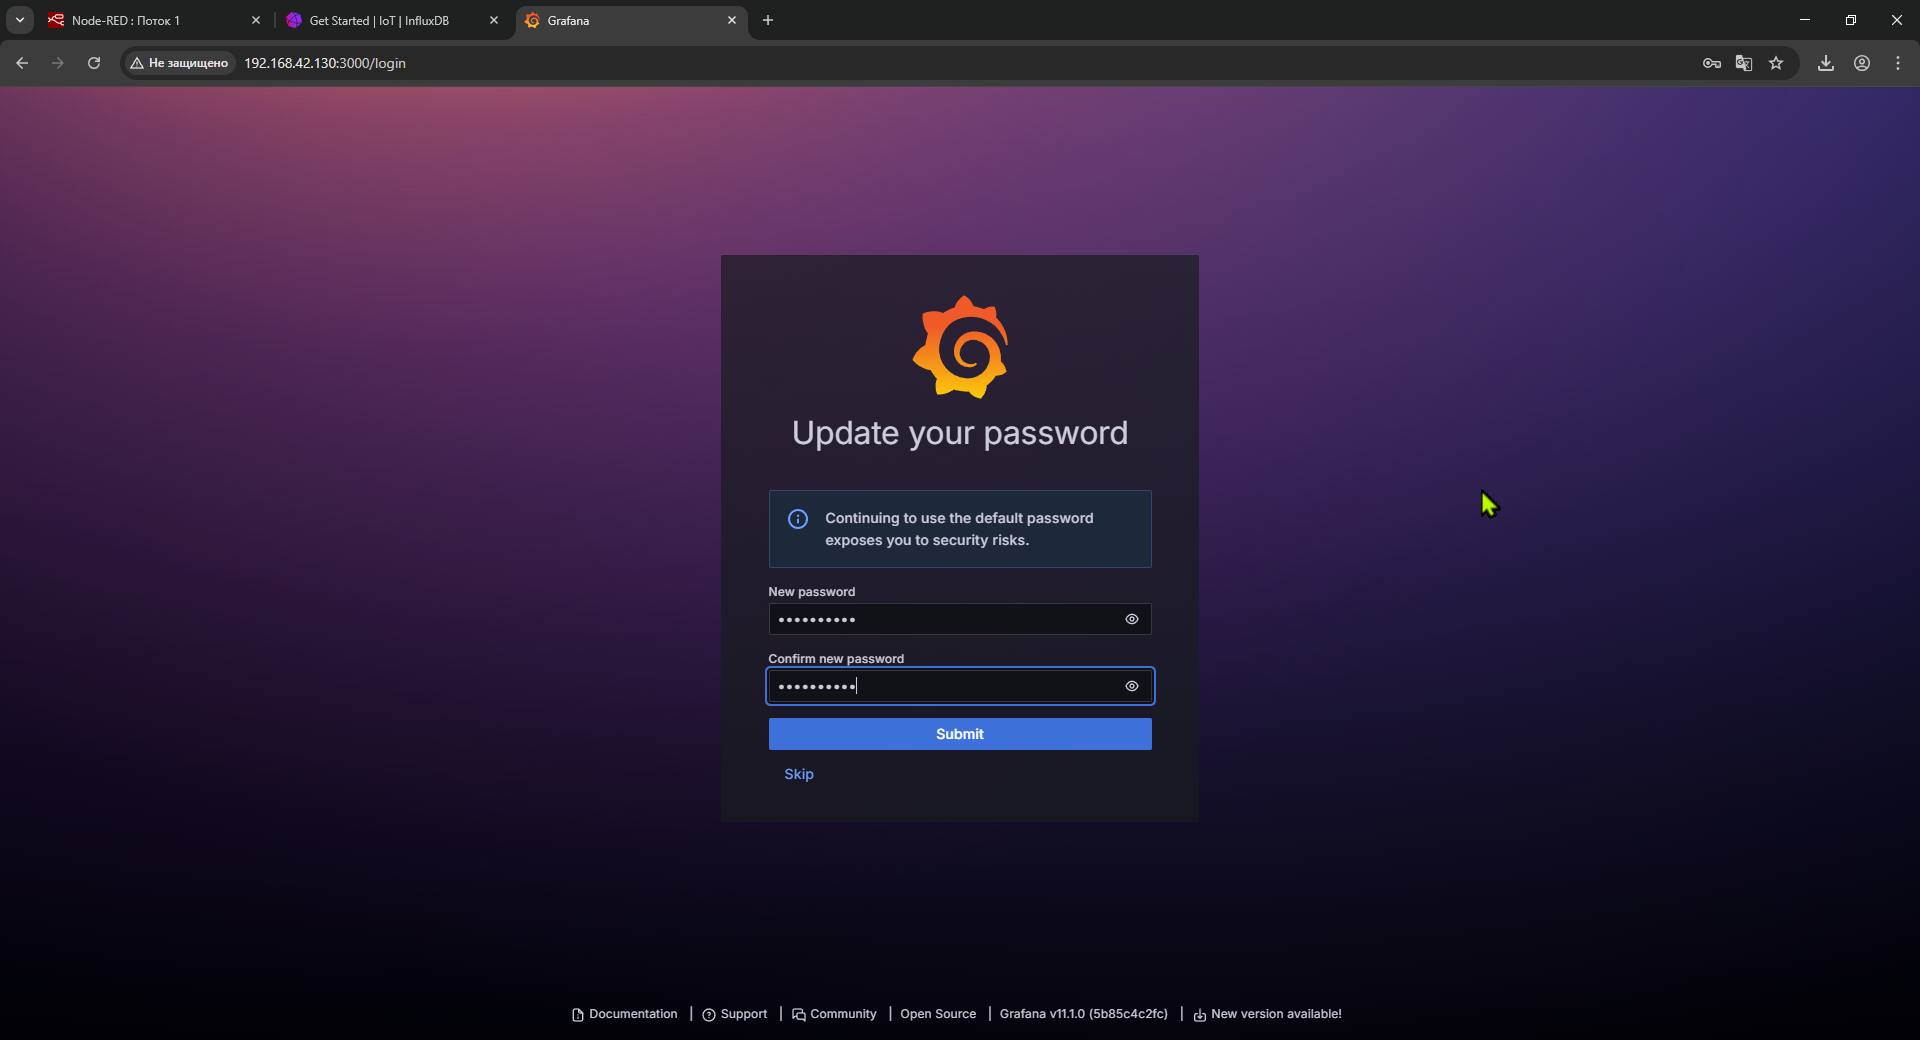 Node-RED : Поток 1
Get Started | IoT | InfluxDB
Grafana
Не защищено
192.168.42.130:3000/login
Update your password
Continuing to use the default password
exposes you to security risks.
New password
••••••••••
Confirm new password
••••••••••
Submit
Skip
Documentation
Support
Community
Open Source
Grafana v11.1.0 (5b85c4c2fc)
New version available!